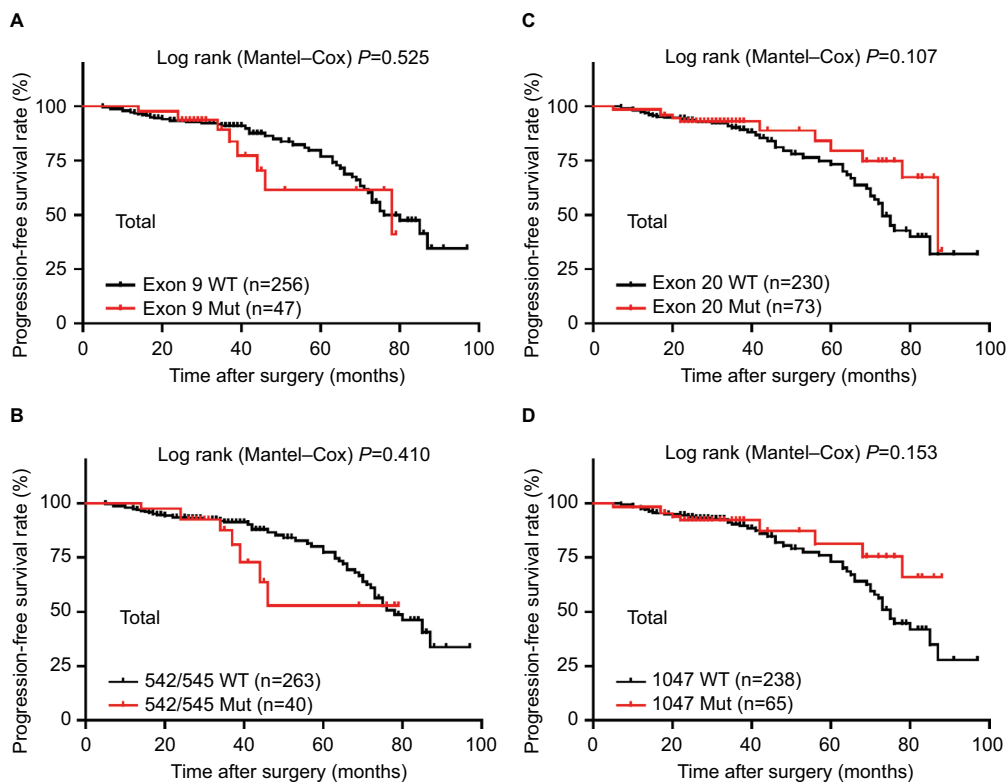 A
Log rank (Mantel–Cox) P=0.525
Progression-free survival rate (%)
100
75
50
25
0
Total
Exon 9 WT (n=256)
Exon 9 Mut (n=47)
0 20 40 60 80 100
Time after surgery (months)
B
Log rank (Mantel–Cox) P=0.410
Progression-free survival rate (%)
100
75
50
25
0
Total
542/545 WT (n=263)
542/545 Mut (n=40)
0 20 40 60 80 100
Time after surgery (months)
C
Log rank (Mantel–Cox) P=0.107
Progression-free survival rate (%)
100
75
50
25
0
Total
Exon 20 WT (n=230)
Exon 20 Mut (n=73)
0 20 40 60 80 100
Time after surgery (months)
D
Log rank (Mantel–Cox) P=0.153
Progression-free survival rate (%)
100
75
50
25
0
Total
1047 WT (n=238)
1047 Mut (n=65)
0 20 40 60 80 100
Time after surgery (months)